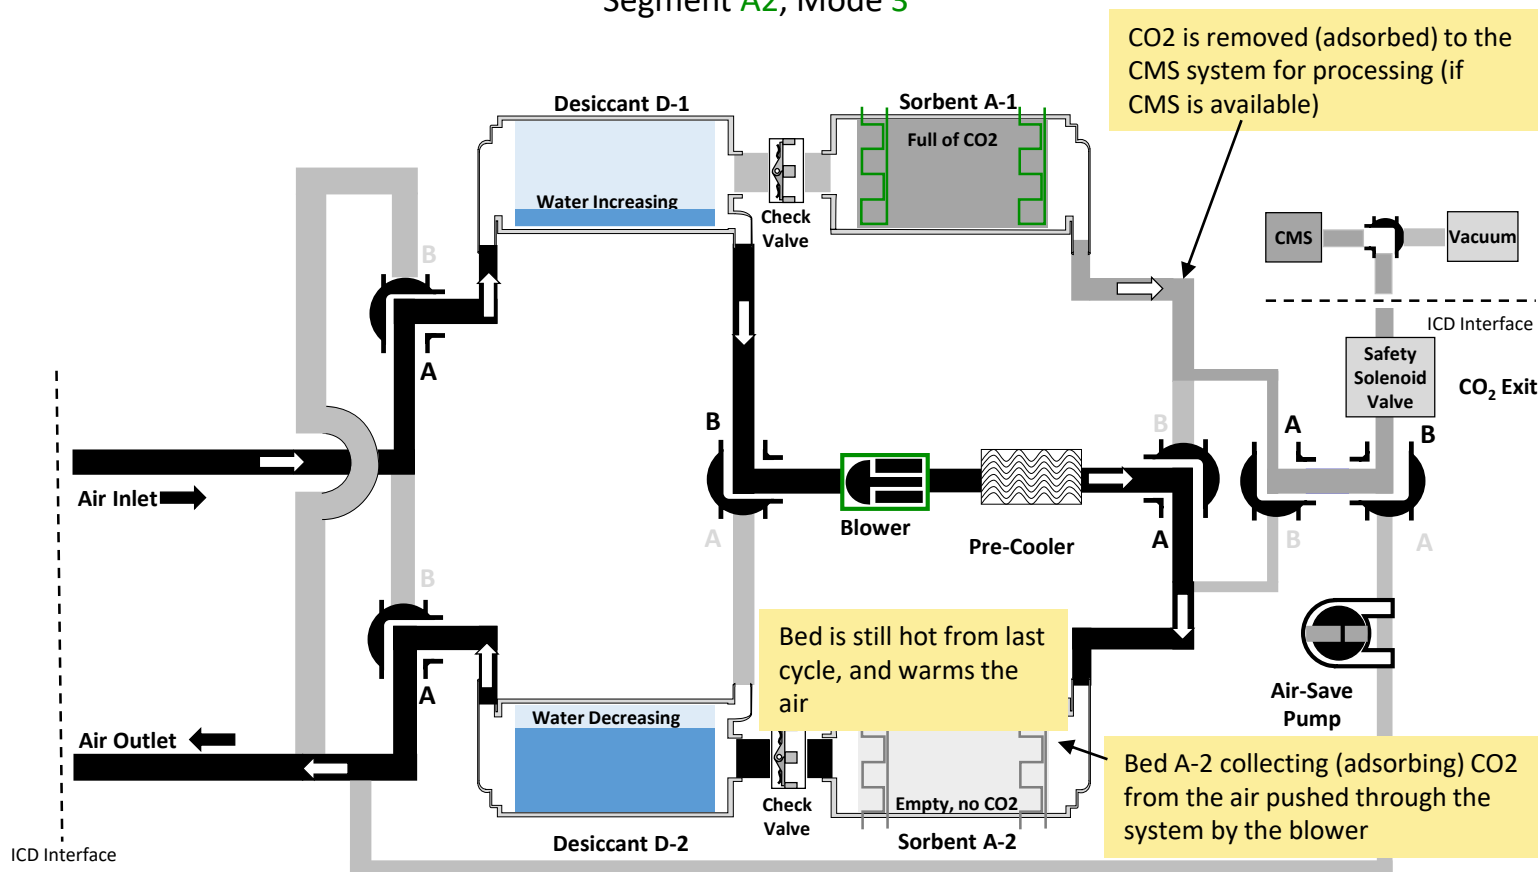 Segment A2, Mode 3
CO2 is removed (adsorbed) to the
CMS system for processing (if
CMS is available)
Desiccant D-1
Sorbent A-1
Full of CO2
Water Increasing
Check
Valve
CMS
Vacuum
ICD Interface
B
A
Safety
Solenoid
Valve
CO₂ Exit
B
B
A
B
Air Inlet
Blower
Pre-Cooler
A
A
B
A
B
A
Bed is still hot from last
cycle, and warms the
air
Air-Save
Pump
Water Decreasing
Air Outlet
Bed A-2 collecting (adsorbing) CO2
from the air pushed through the
system by the blower
Empty, no CO2
Check
Valve
Desiccant D-2
Sorbent A-2
ICD Interface